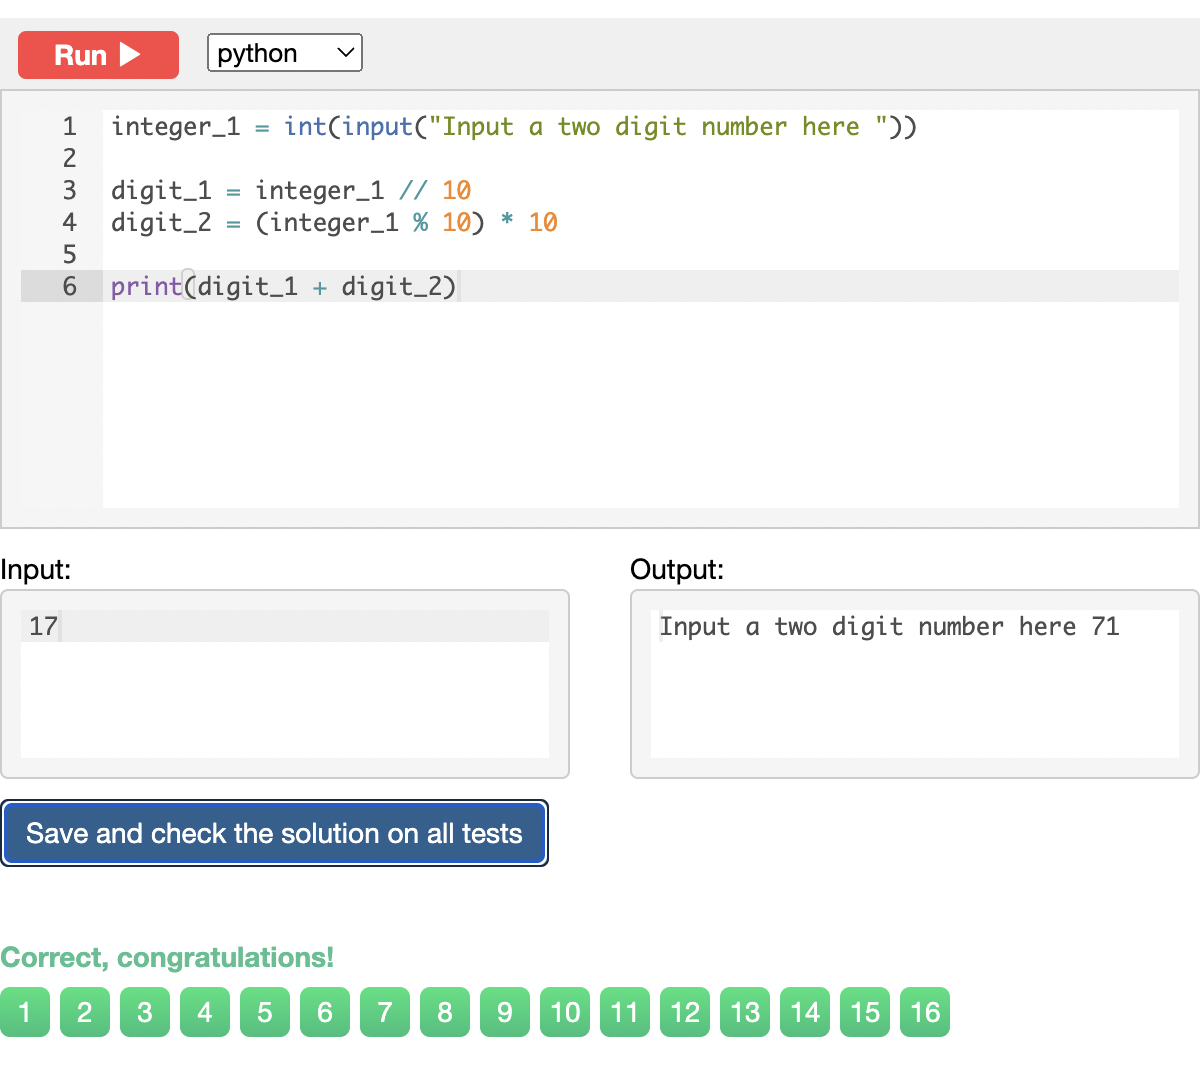 Run
python
1 integer_1 = int(input("Input a two digit number here "))
2
3 digit_1 = integer_1 // 10
4 digit_2 = (integer_1 % 10) * 10
5
6 print(digit_1 + digit_2)
Input:
Output:
17
Input a two digit number here 71
Save and check the solution on all tests
Correct, congratulations!
1 2 3 4 5 6 7 8 9 10 11 12 13 14 15 16